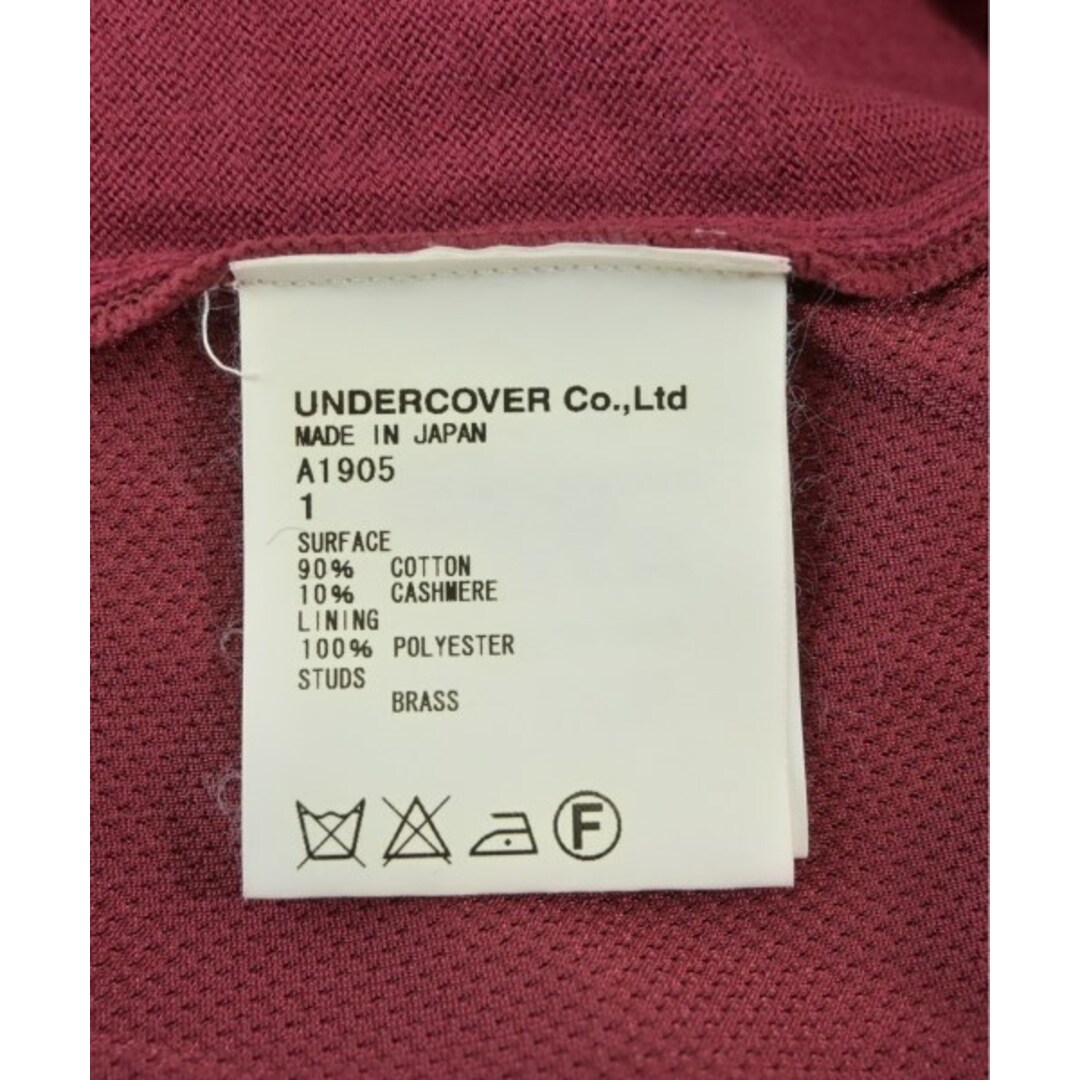 UNDERCOVER Co.,Ltd
MADE IN JAPAN
A1905
1
SURFACE
90% COTTON
10% CASHMERE
LINING
100% POLYESTER
STUDS
BRASS
F